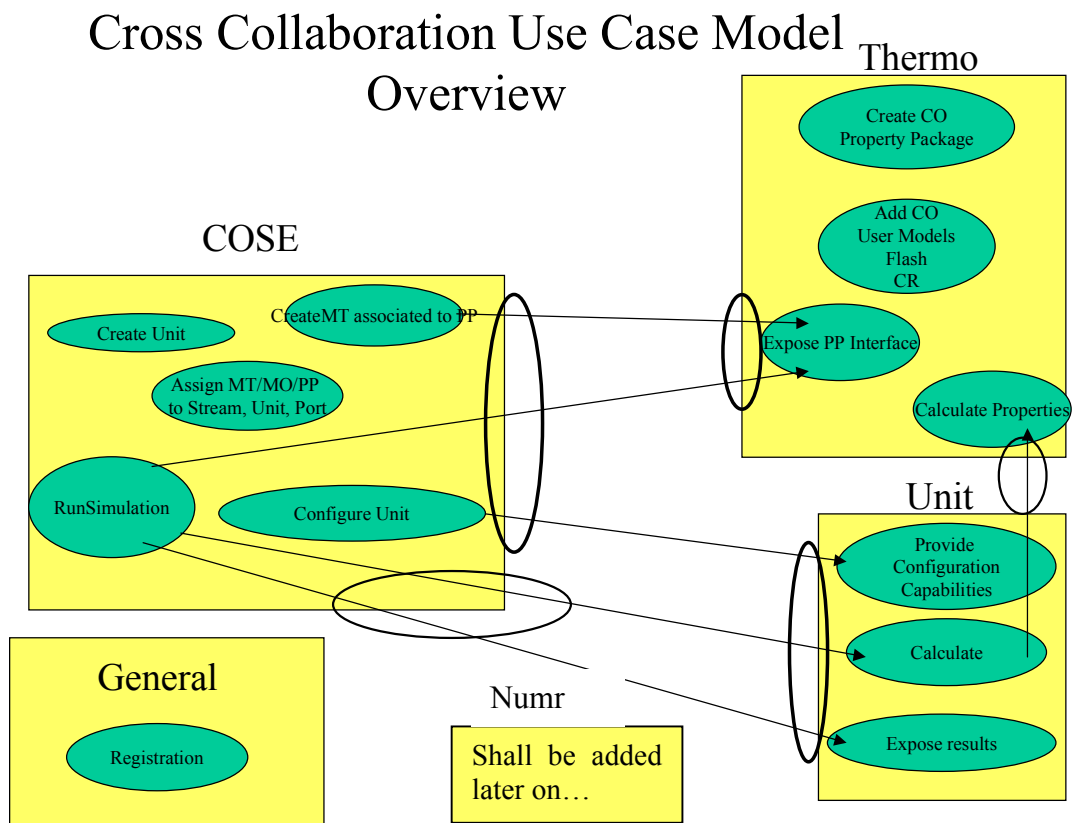 Cross Collaboration Use Case Model
Overview
Thermo
Create CO
Property Package
Add CO
User Models
Flash
CR
Expose PP Interface
Calculate Properties
COSE
Create Unit
CreateMT associated to PP
Assign MT/MO/PP
to Stream, Unit, Port
RunSimulation
Configure Unit
Unit
Provide
Configuration
Capabilities
Calculate
Expose results
General
Registration
Numr
Shall be added
later on…